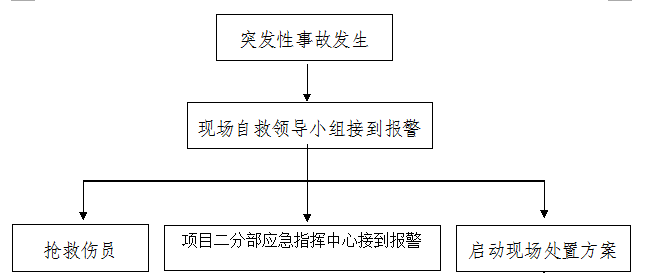 突发性事故发生
现场自救领导小组接到报警
抢救伤员
项目二分部应急指挥中心接到报警
启动现场处置方案